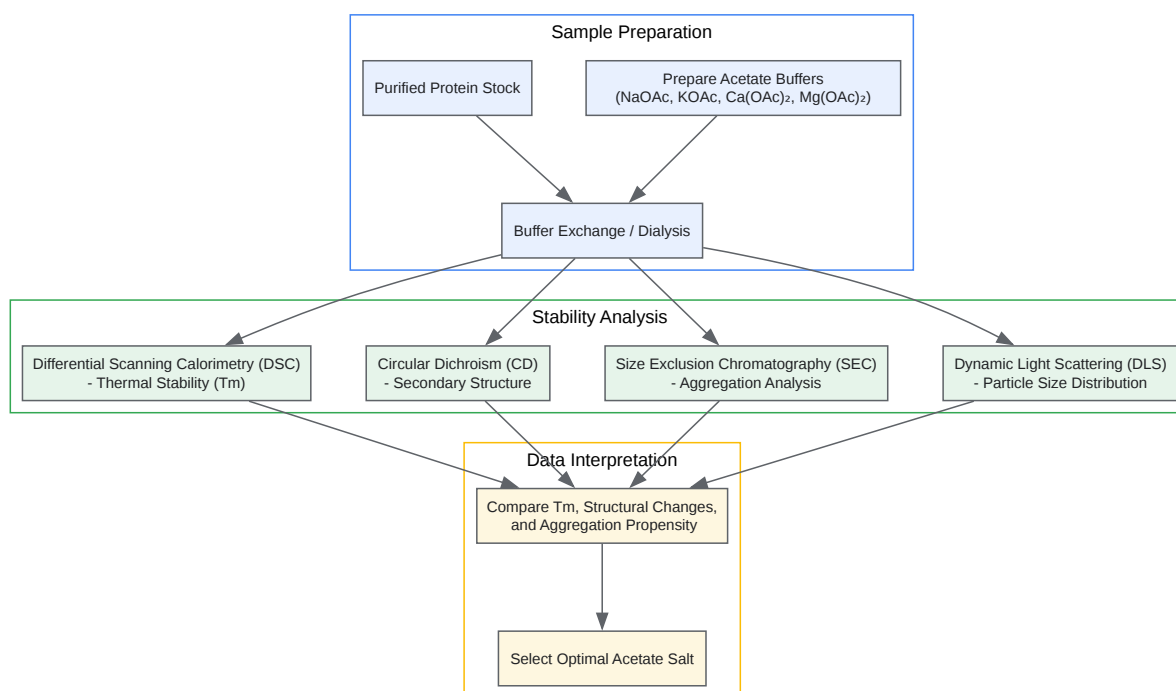 Sample Preparation
Purified Protein Stock
Prepare Acetate Buffers
(NaOAc, KOAc, Ca(OAc)₂, Mg(OAc)₂)
Buffer Exchange / Dialysis
Stability Analysis
Differential Scanning Calorimetry (DSC)
- Thermal Stability (Tm)
Circular Dichroism (CD)
- Secondary Structure
Size Exclusion Chromatography (SEC)
- Aggregation Analysis
Dynamic Light Scattering (DLS)
- Particle Size Distribution
Data Interpretation
Compare Tm, Structural Changes,
and Aggregation Propensity
Select Optimal Acetate Salt